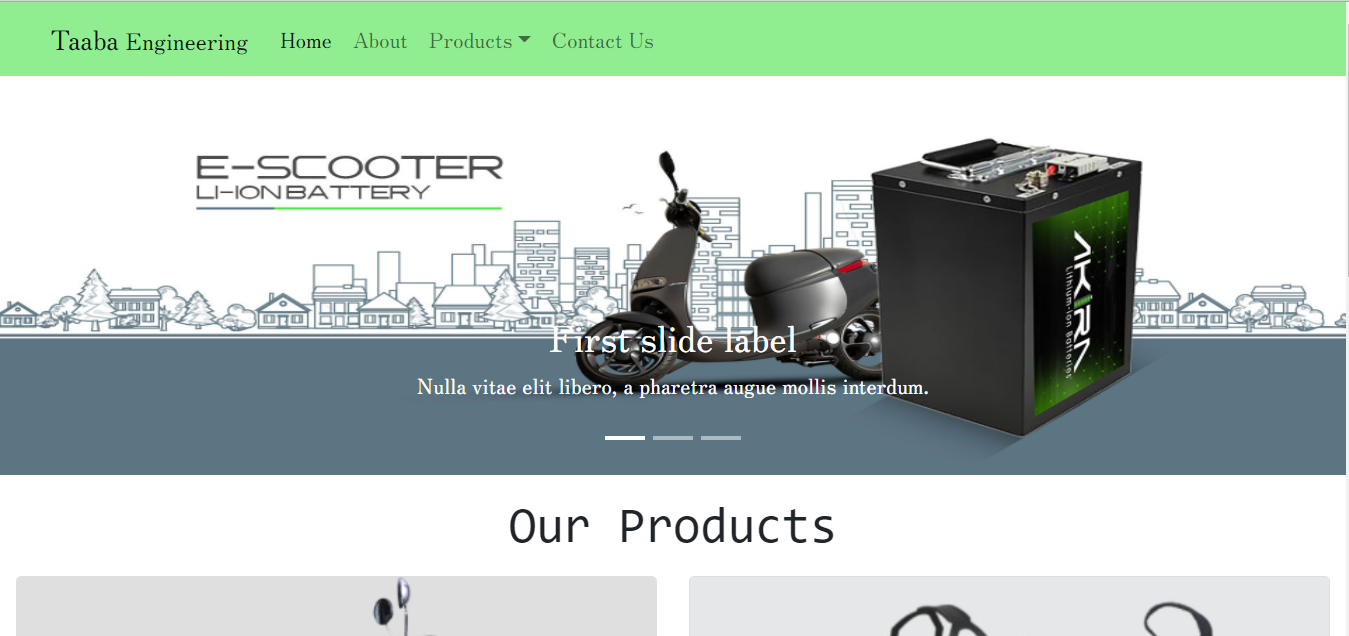 Taaba Engineering Home About Products Contact Us
E-SCOOTER
LI-ION BATTERY
AKIRA
Lithium-ion Batteries
First slide label
Nulla vitae elit libero, a pharetra augue mollis interdum.
Our Products